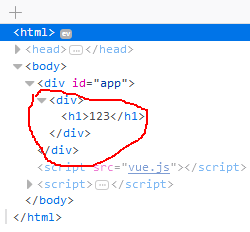 <html> ev
<head> ... </head>
<body>
<div id="app">
<div>
<h1>123</h1>
</div>
</div>
<script src="vue.js"></script>
<script> ... </script>
</body>
</html>